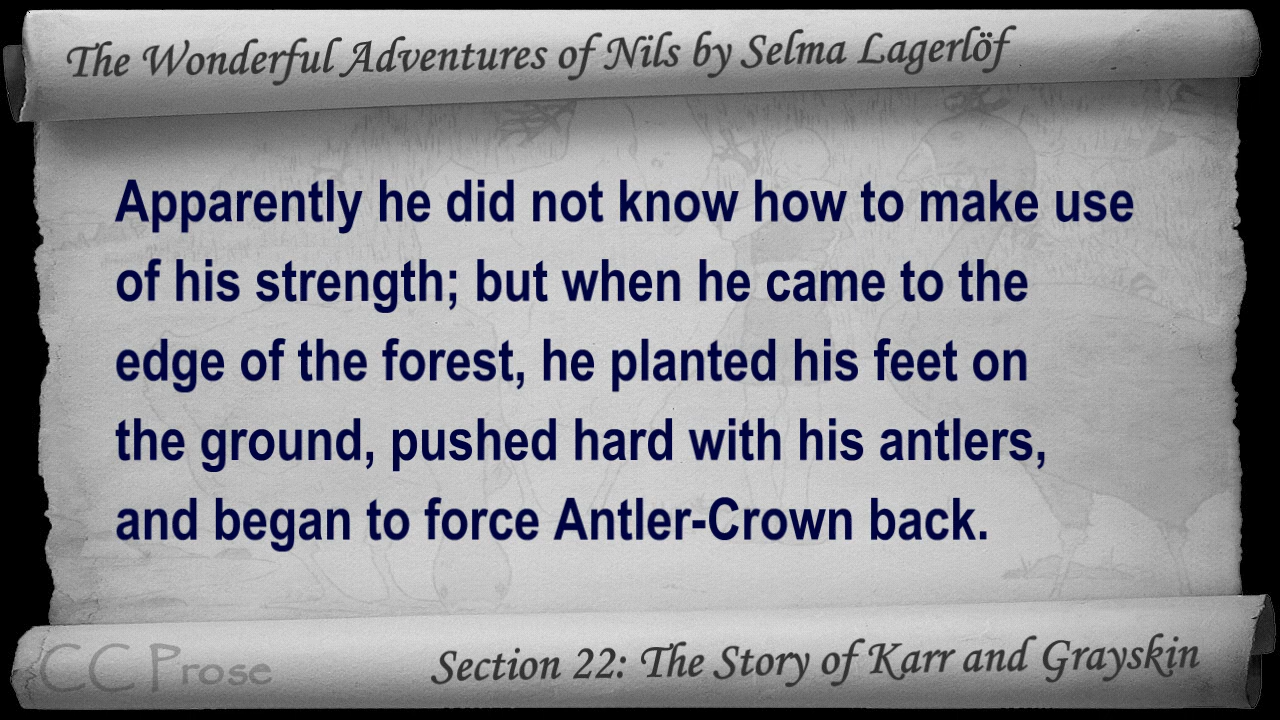 The Wonderful Adventures of Nils by Selma Lagerlöf
Apparently he did not know how to make use
of his strength; but when he came to the
edge of the forest, he planted his feet on
the ground, pushed hard with his antlers,
and began to force Antler-Crown back.
CC Prose
Section 22: The Story of Karr and Grayskin